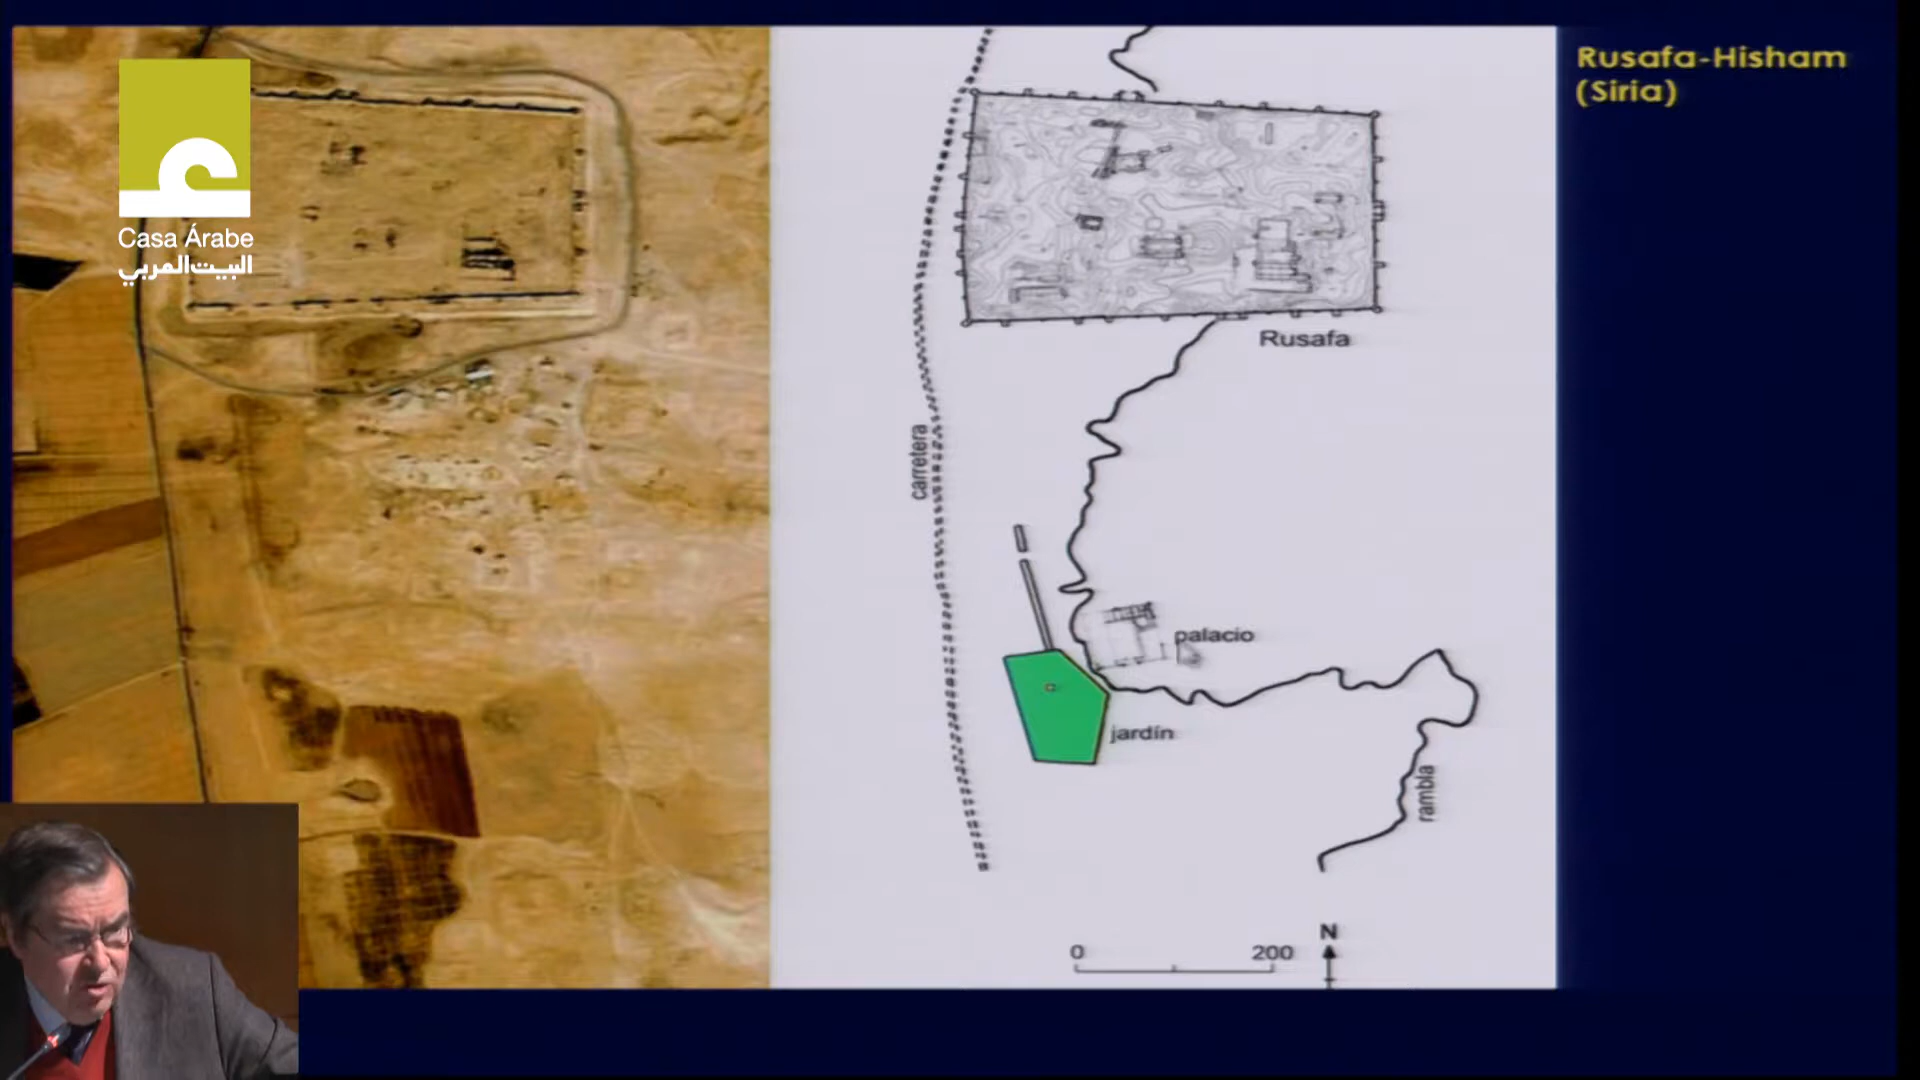 Rusafa-Hisham
(Siria)
Casa Árabe
البيت العربي
Rusafa
carretera
palacio
jardín
rambla
N
0 200